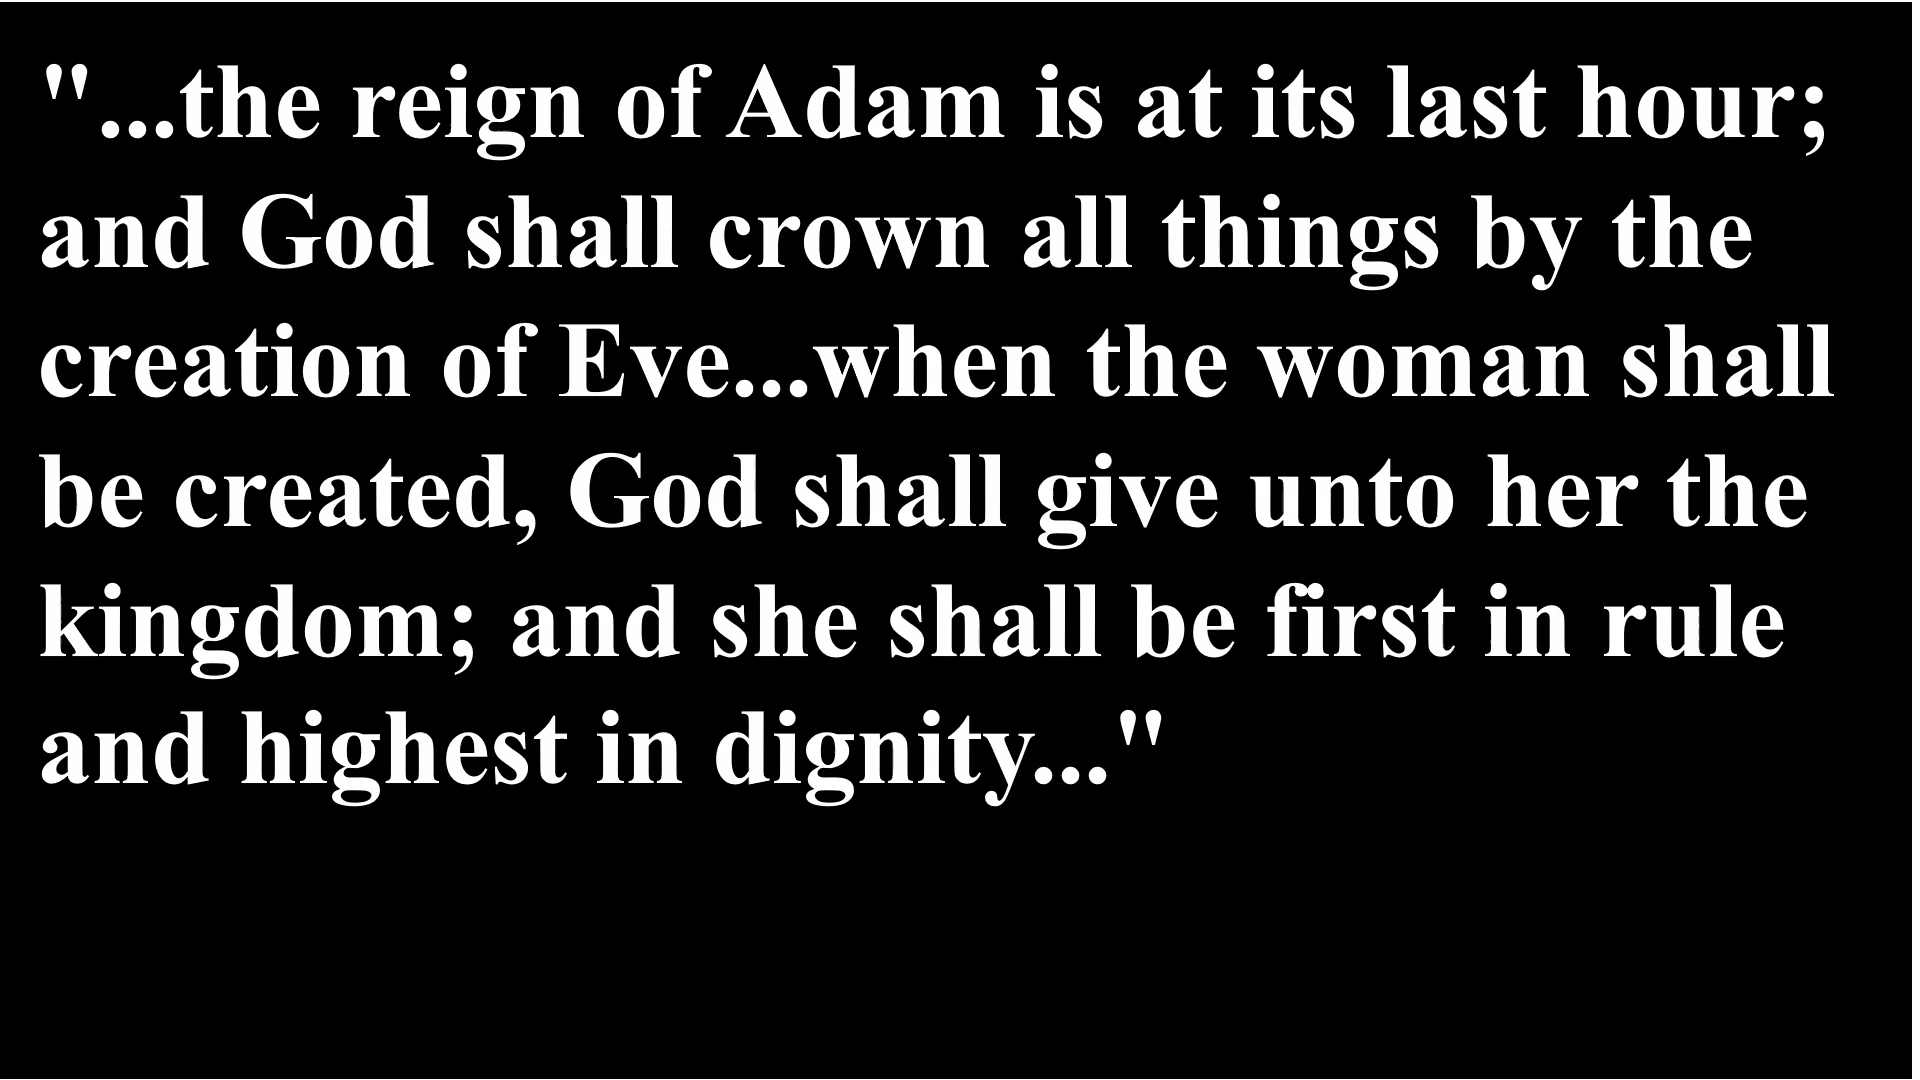 "...the reign of Adam is at its last hour;
and God shall crown all things by the
creation of Eve...when the woman shall
be created, God shall give unto her the
kingdom; and she shall be first in rule
and highest in dignity..."